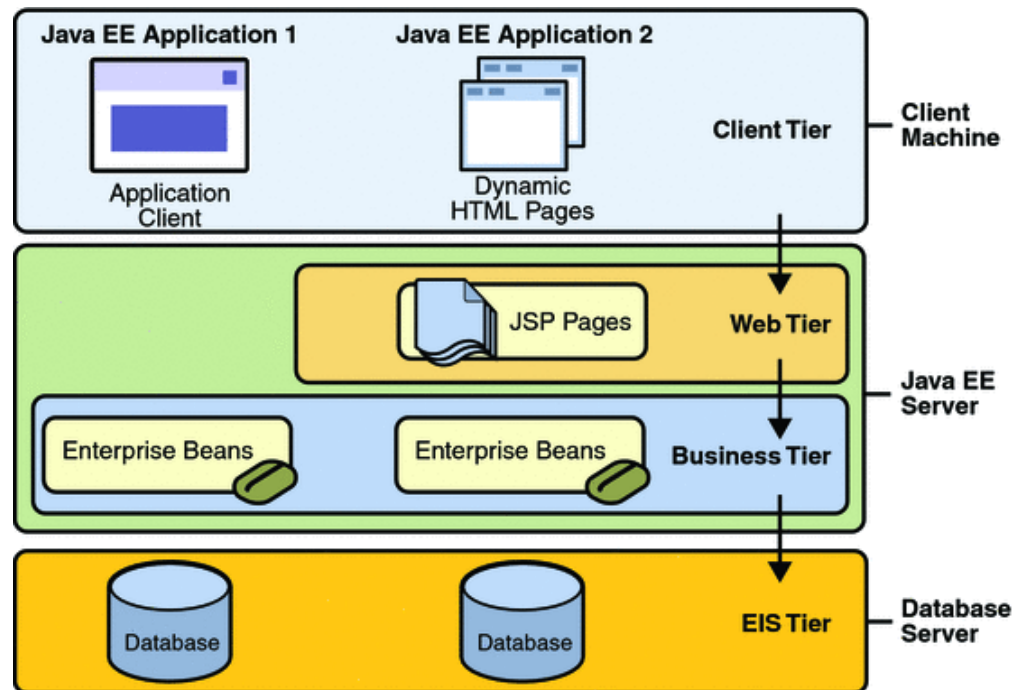 Java EE Application 1
Java EE Application 2
Application
Client
Dynamic
HTML Pages
Client Tier
Client
Machine
JSP Pages
Web Tier
Java EE
Server
Enterprise Beans
Enterprise Beans
Business Tier
Database
Database
EIS Tier
Database
Server